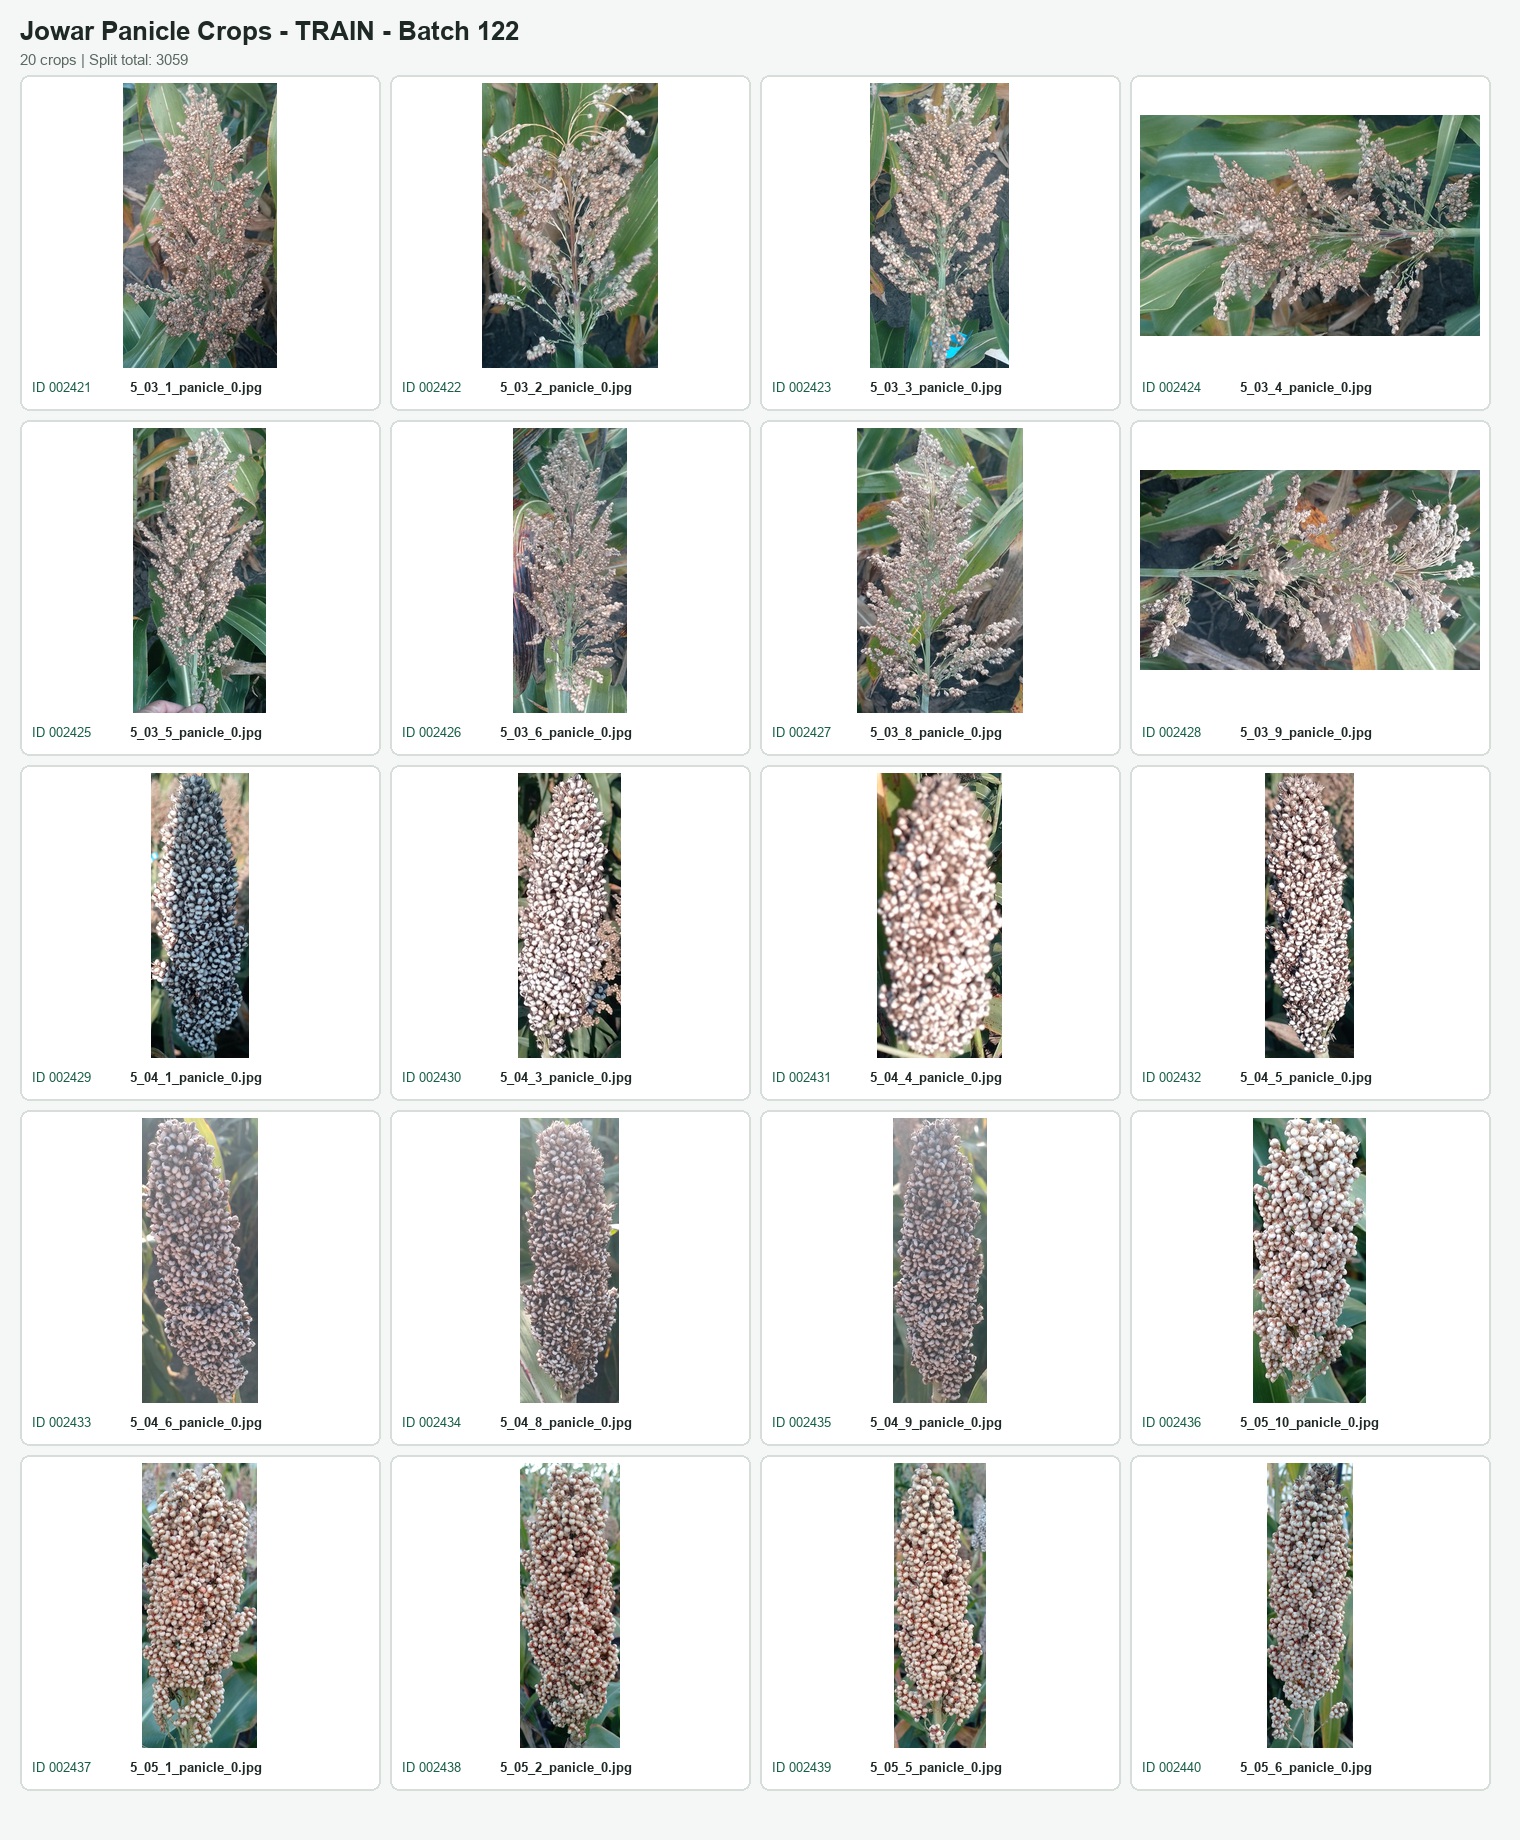 Jowar Panicle Crops - TRAIN - Batch 122
20 crops | Split total: 3059
ID 002421 5_03_1_panicle_0.jpg
ID 002422 5_03_2_panicle_0.jpg
ID 002423 5_03_3_panicle_0.jpg
ID 002424 5_03_4_panicle_0.jpg
ID 002425 5_03_5_panicle_0.jpg
ID 002426 5_03_6_panicle_0.jpg
ID 002427 5_03_8_panicle_0.jpg
ID 002428 5_03_9_panicle_0.jpg
ID 002429 5_04_1_panicle_0.jpg
ID 002430 5_04_3_panicle_0.jpg
ID 002431 5_04_4_panicle_0.jpg
ID 002432 5_04_5_panicle_0.jpg
ID 002433 5_04_6_panicle_0.jpg
ID 002434 5_04_8_panicle_0.jpg
ID 002435 5_04_9_panicle_0.jpg
ID 002436 5_05_10_panicle_0.jpg
ID 002437 5_05_1_panicle_0.jpg
ID 002438 5_05_2_panicle_0.jpg
ID 002439 5_05_5_panicle_0.jpg
ID 002440 5_05_6_panicle_0.jpg